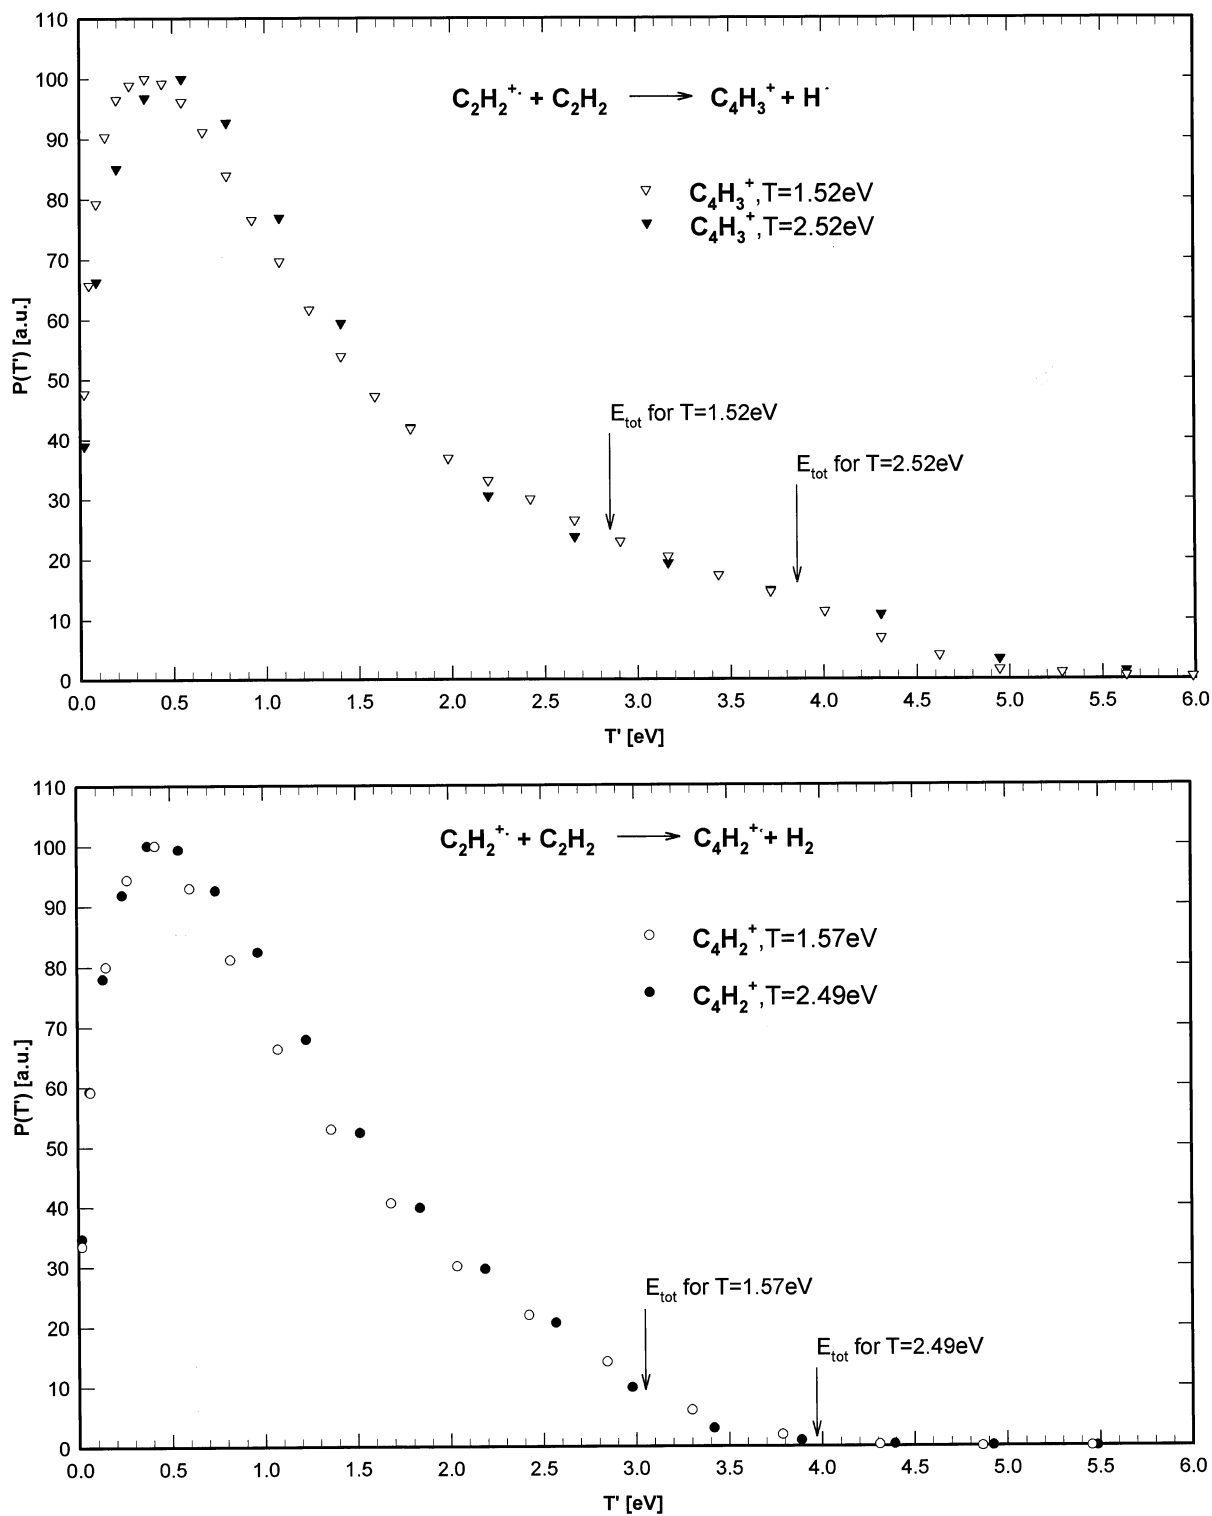 110
100
90
80
70
60
50
40
30
20
10
0
P(T') [a.u.]
C₂H₂⁺· + C₂H₂ ⟶ C₄H₃⁺ + H·
▽ C₄H₃⁺,T=1.52eV
▼ C₄H₃⁺,T=2.52eV
E_tot for T=1.52eV
E_tot for T=2.52eV
0.0 0.5 1.0 1.5 2.0 2.5 3.0 3.5 4.0 4.5 5.0 5.5 6.0
T' [eV]
110
100
90
80
70
60
50
40
30
20
10
0
P(T') [a.u.]
C₂H₂⁺· + C₂H₂ ⟶ C₄H₂⁺· + H₂
○ C₄H₂⁺,T=1.57eV
● C₄H₂⁺,T=2.49eV
E_tot for T=1.57eV
E_tot for T=2.49eV
0.0 0.5 1.0 1.5 2.0 2.5 3.0 3.5 4.0 4.5 5.0 5.5 6.0
T' [eV]